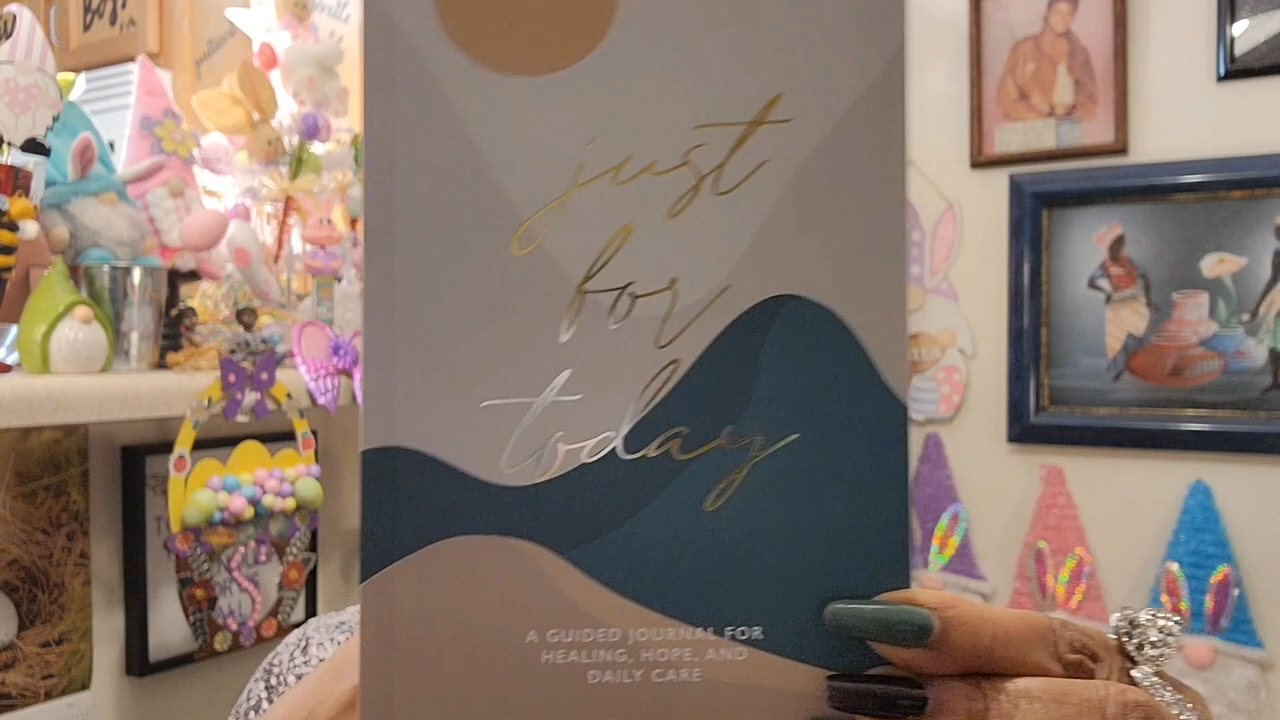 just
for
today
A GUIDED JOURNAL FOR
HEALING, HOPE, AND
DAILY CARE